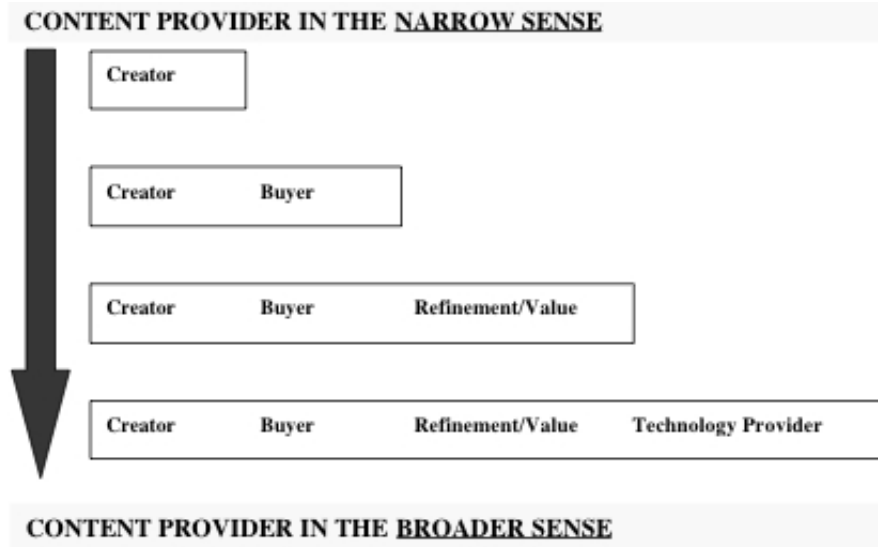 CONTENT PROVIDER IN THE NARROW SENSE
Creator
Creator Buyer
Creator Buyer Refinement/Value
Creator Buyer Refinement/Value Technology Provider
CONTENT PROVIDER IN THE BROADER SENSE